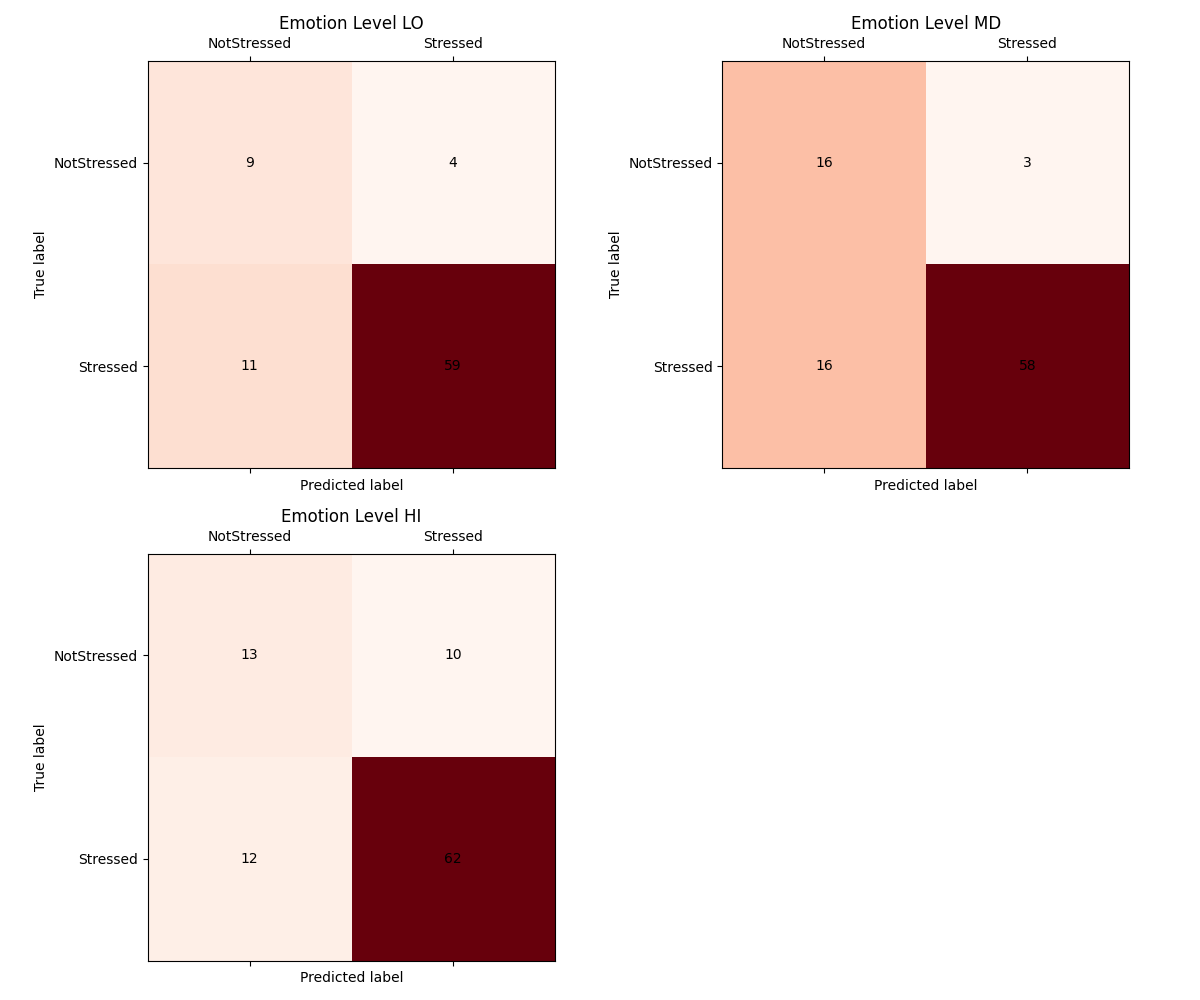 Emotion Level LO
NotStressed Stressed
NotStressed 9 4
True label
Stressed 11 59
Predicted label
Emotion Level MD
NotStressed Stressed
NotStressed 16 3
True label
Stressed 16 58
Predicted label
Emotion Level HI
NotStressed Stressed
NotStressed 13 10
True label
Stressed 12 62
Predicted label